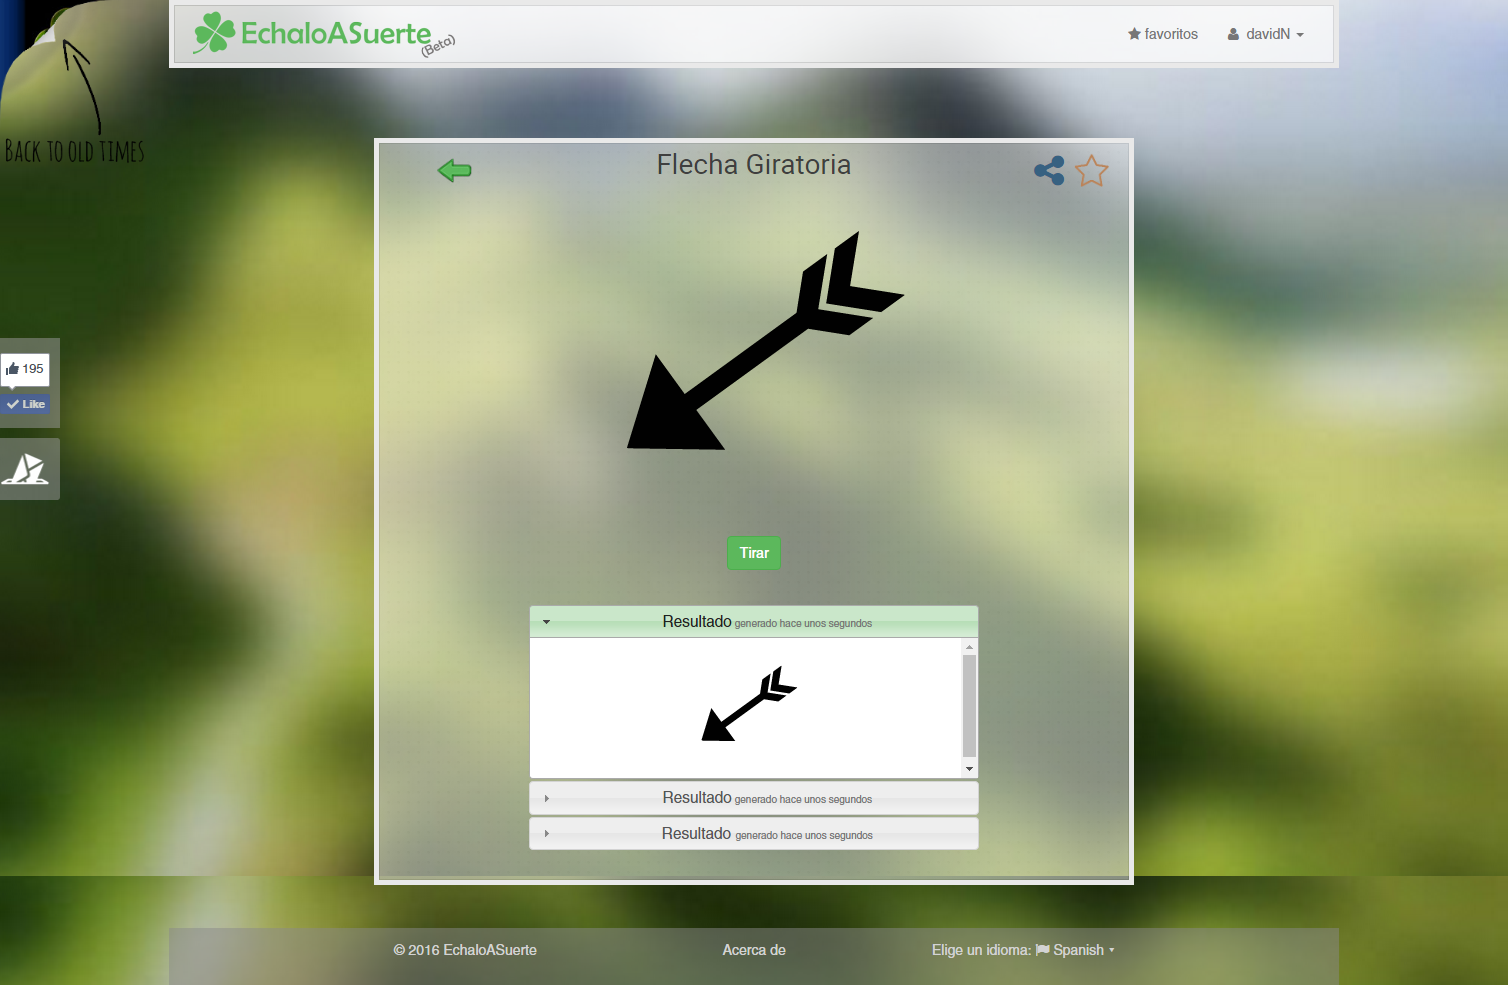 EchaloASuerte
(Beta)
favoritos
davidN
BACK TO OLD TIMES
Flecha Giratoria
195
Like
Tirar
Resultado generado hace unos segundos
Resultado generado hace unos segundos
Resultado generado hace unos segundos
© 2016 EchaloASuerte
Acerca de
Elige un idioma: Spanish